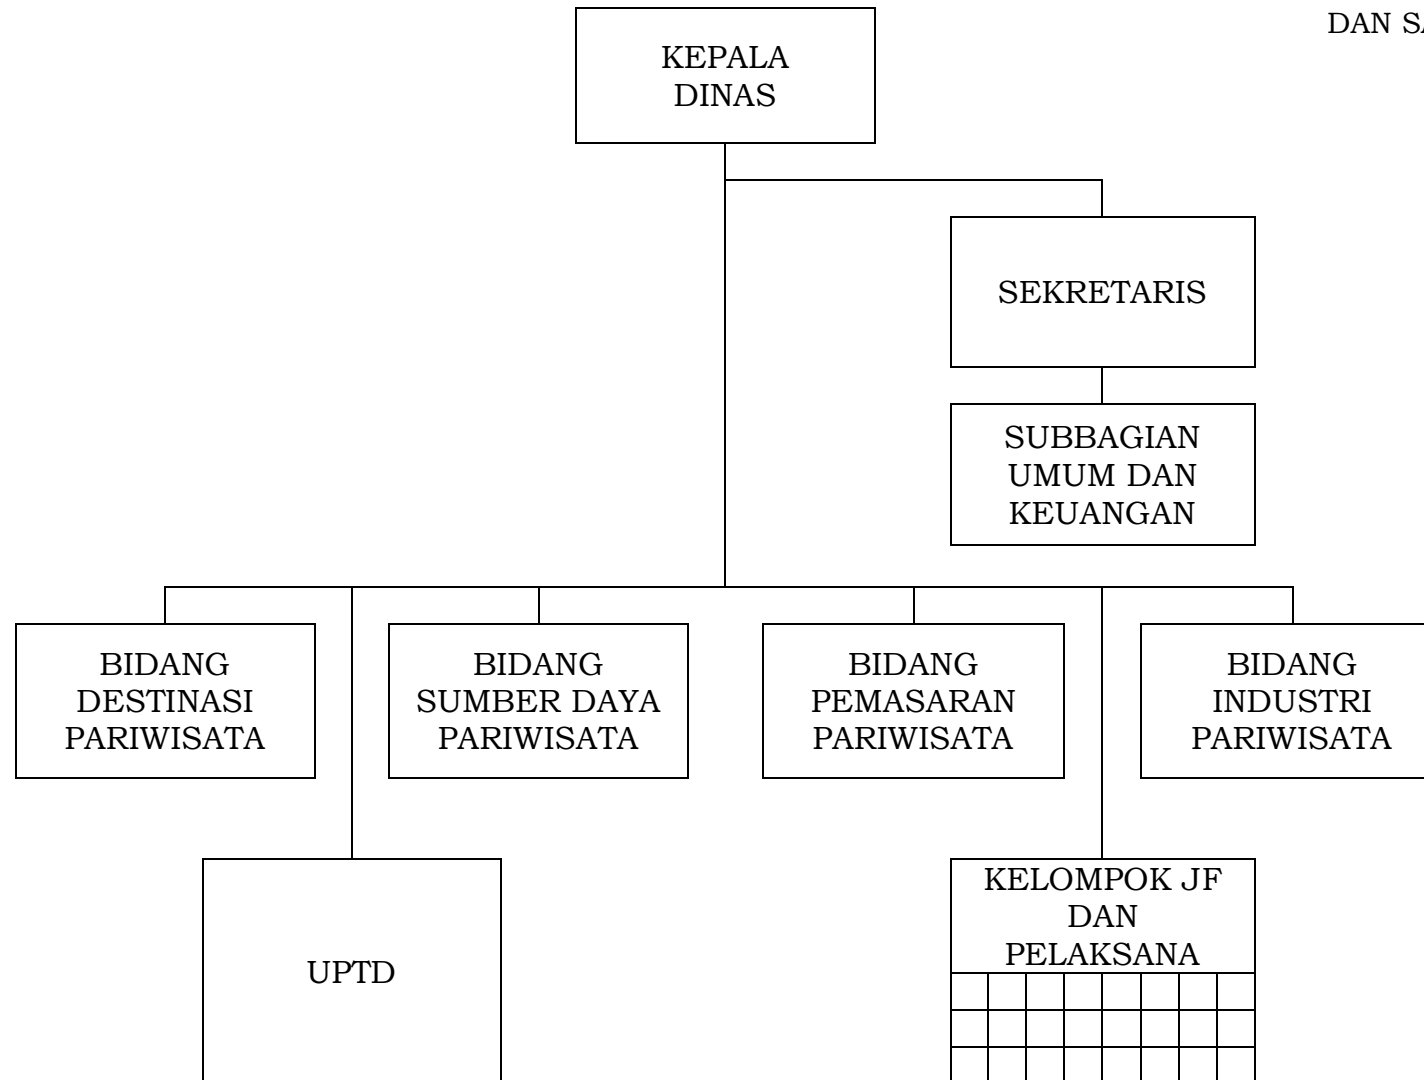 DAN
KEPALA
DINAS
SEKRETARIS
SUBBAGIAN
UMUM DAN
KEUANGAN
BIDANG
DESTINASI
PARIWISATA
BIDANG
SUMBER DAYA
PARIWISATA
BIDANG
PEMASARAN
PARIWISATA
BIDANG
INDUSTRI
PARIWISATA
UPTD
KELOMPOK JF
DAN
PELAKSANA